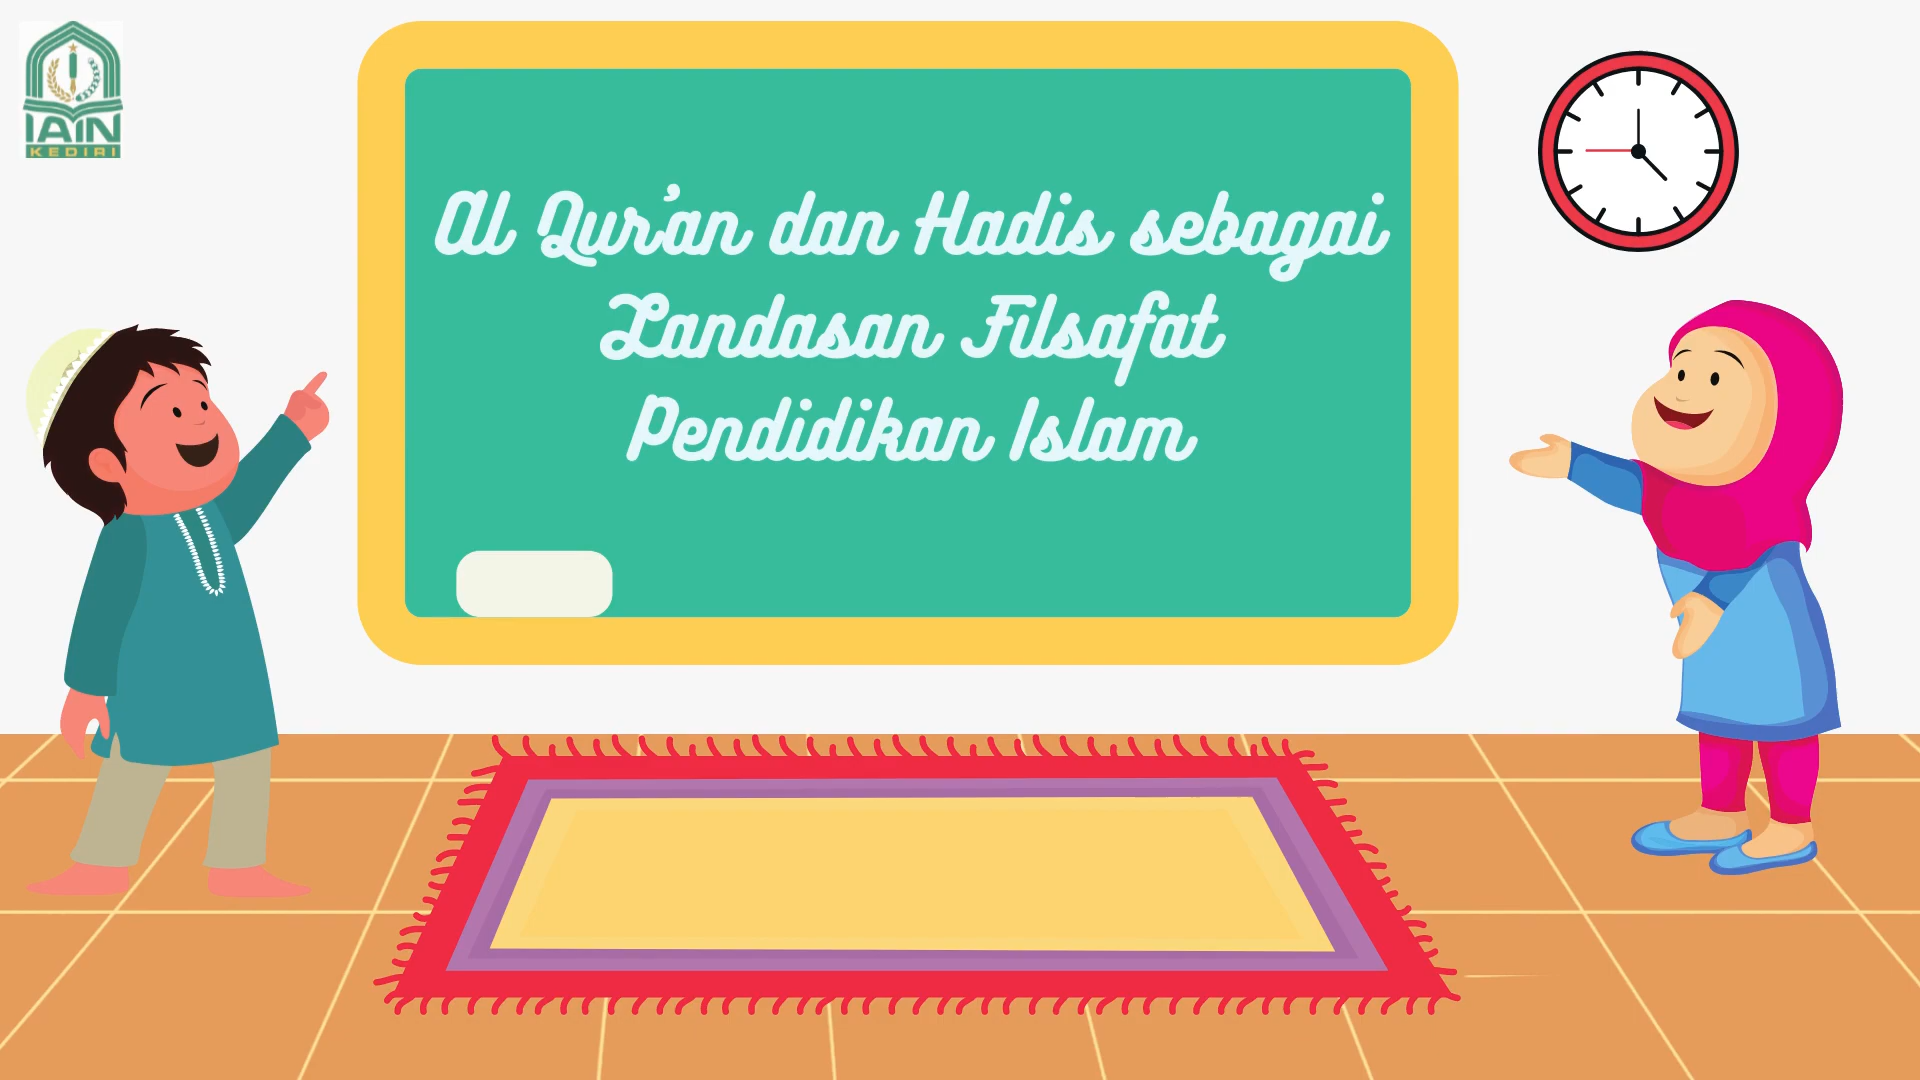 IAIN
KEDIRI
Al Qur'an dan Hadis sebagai
Landasan Filsafat
Pendidikan Islam